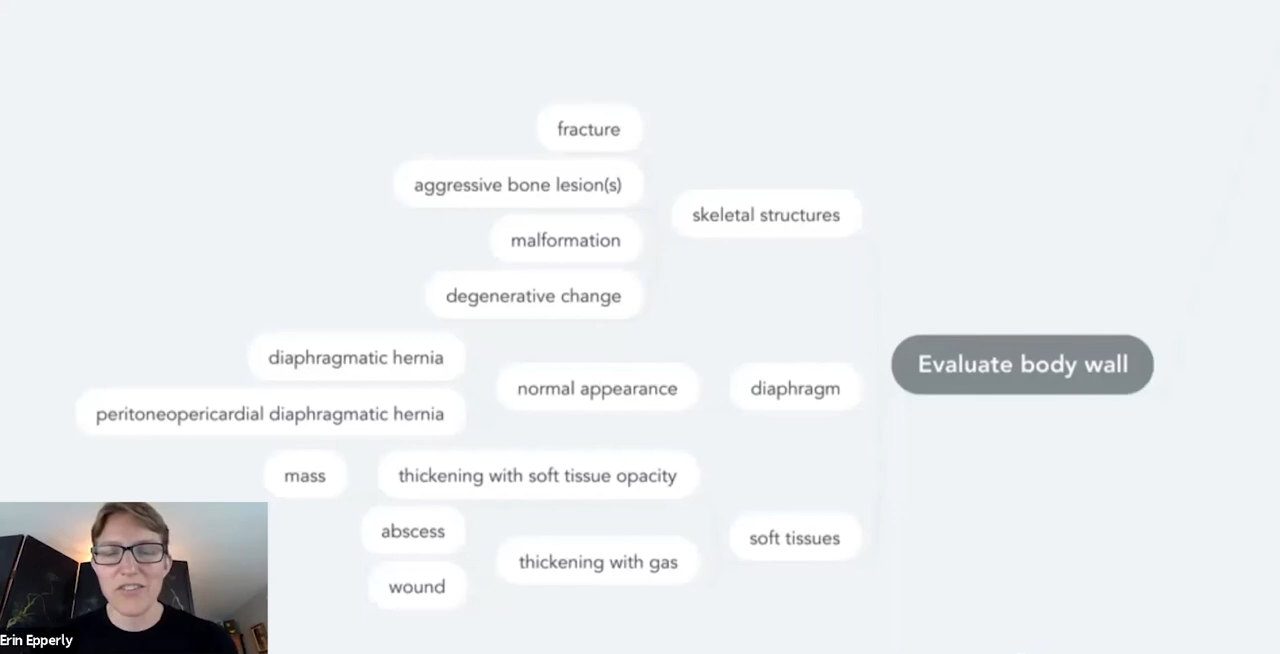 fracture
aggressive bone lesion(s)
skeletal structures
malformation
degenerative change
diaphragmatic hernia
Evaluate body wall
normal appearance
diaphragm
peritoneopericardial diaphragmatic hernia
mass
thickening with soft tissue opacity
abscess
soft tissues
thickening with gas
wound
Erin Epperly